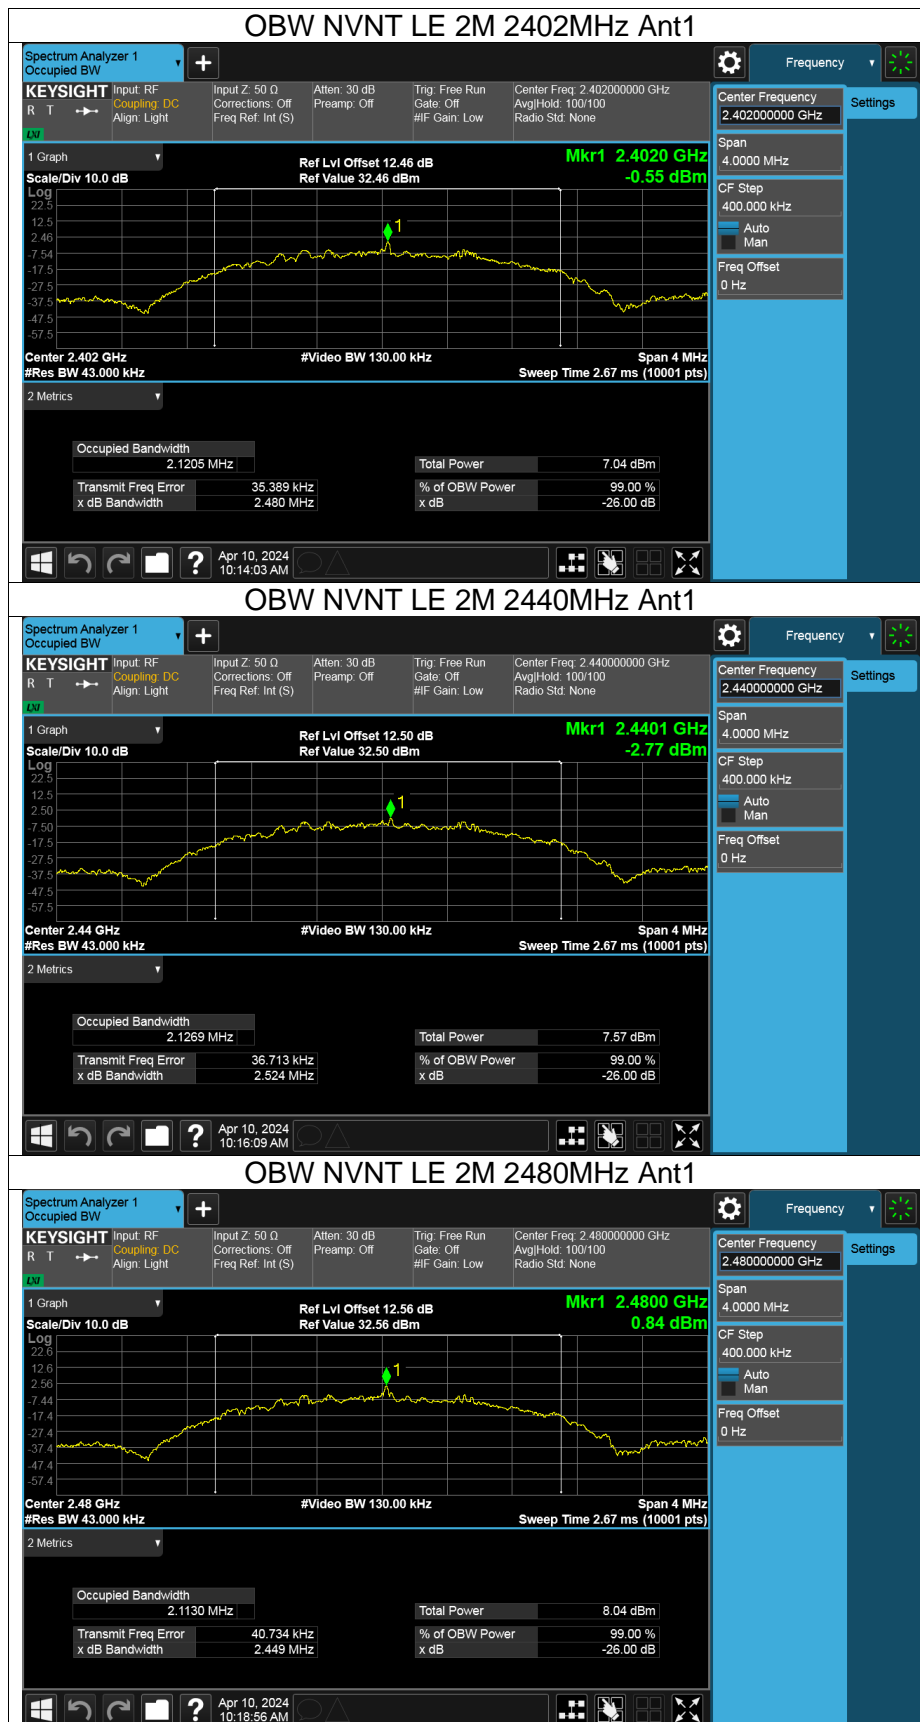 OBW NVNT LE 2M 2402MHz Ant1
Spectrum Analyzer 1
Occupied BW
+
Frequency
KEYSIGHT
R T
LXI
Input: RF
Coupling: DC
Align: Light
Input Z: 50 Ω
Corrections: Off
Freq Ref: Int (S)
Atten: 30 dB
Preamp: Off
Trig: Free Run
Gate: Off
#IF Gain: Low
Center Freq: 2.402000000 GHz
Avg|Hold: 100/100
Radio Std: None
Center Frequency
2.402000000 GHz
Settings
Span
4.0000 MHz
CF Step
400.000 kHz
Auto
Man
Freq Offset
0 Hz
1 Graph
Scale/Div 10.0 dB
Ref Lvl Offset 12.46 dB
Ref Value 32.46 dBm
Mkr1 2.4020 GHz
-0.55 dBm
Log
22.5
12.5
2.46
-7.54
-17.5
-27.5
-37.5
-47.5
-57.5
1
Center 2.402 GHz
#Res BW 43.000 kHz
#Video BW 130.00 kHz
Span 4 MHz
Sweep Time 2.67 ms (10001 pts)
2 Metrics
Occupied Bandwidth
2.1205 MHz
Transmit Freq Error 35.389 kHz
x dB Bandwidth 2.480 MHz
Total Power 7.04 dBm
% of OBW Power 99.00 %
x dB -26.00 dB
?
Apr 10, 2024
10:14:03 AM
OBW NVNT LE 2M 2440MHz Ant1
Spectrum Analyzer 1
Occupied BW
+
Frequency
KEYSIGHT
R T
LXI
Input: RF
Coupling: DC
Align: Light
Input Z: 50 Ω
Corrections: Off
Freq Ref: Int (S)
Atten: 30 dB
Preamp: Off
Trig: Free Run
Gate: Off
#IF Gain: Low
Center Freq: 2.440000000 GHz
Avg|Hold: 100/100
Radio Std: None
Center Frequency
2.440000000 GHz
Settings
Span
4.0000 MHz
CF Step
400.000 kHz
Auto
Man
Freq Offset
0 Hz
1 Graph
Scale/Div 10.0 dB
Ref Lvl Offset 12.50 dB
Ref Value 32.50 dBm
Mkr1 2.4401 GHz
-2.77 dBm
Log
22.5
12.5
2.50
-7.50
-17.5
-27.5
-37.5
-47.5
-57.5
1
Center 2.44 GHz
#Res BW 43.000 kHz
#Video BW 130.00 kHz
Span 4 MHz
Sweep Time 2.67 ms (10001 pts)
2 Metrics
Occupied Bandwidth
2.1269 MHz
Transmit Freq Error 36.713 kHz
x dB Bandwidth 2.524 MHz
Total Power 7.57 dBm
% of OBW Power 99.00 %
x dB -26.00 dB
?
Apr 10, 2024
10:16:09 AM
OBW NVNT LE 2M 2480MHz Ant1
Spectrum Analyzer 1
Occupied BW
+
Frequency
KEYSIGHT
R T
LXI
Input: RF
Coupling: DC
Align: Light
Input Z: 50 Ω
Corrections: Off
Freq Ref: Int (S)
Atten: 30 dB
Preamp: Off
Trig: Free Run
Gate: Off
#IF Gain: Low
Center Freq: 2.480000000 GHz
Avg|Hold: 100/100
Radio Std: None
Center Frequency
2.480000000 GHz
Settings
Span
4.0000 MHz
CF Step
400.000 kHz
Auto
Man
Freq Offset
0 Hz
1 Graph
Scale/Div 10.0 dB
Ref Lvl Offset 12.56 dB
Ref Value 32.56 dBm
Mkr1 2.4800 GHz
0.84 dBm
Log
22.6
12.6
2.56
-7.44
-17.4
-27.4
-37.4
-47.4
-57.4
1
Center 2.48 GHz
#Res BW 43.000 kHz
#Video BW 130.00 kHz
Span 4 MHz
Sweep Time 2.67 ms (10001 pts)
2 Metrics
Occupied Bandwidth
2.1130 MHz
Transmit Freq Error 40.734 kHz
x dB Bandwidth 2.449 MHz
Total Power 8.04 dBm
% of OBW Power 99.00 %
x dB -26.00 dB
?
Apr 10, 2024
10:18:56 AM